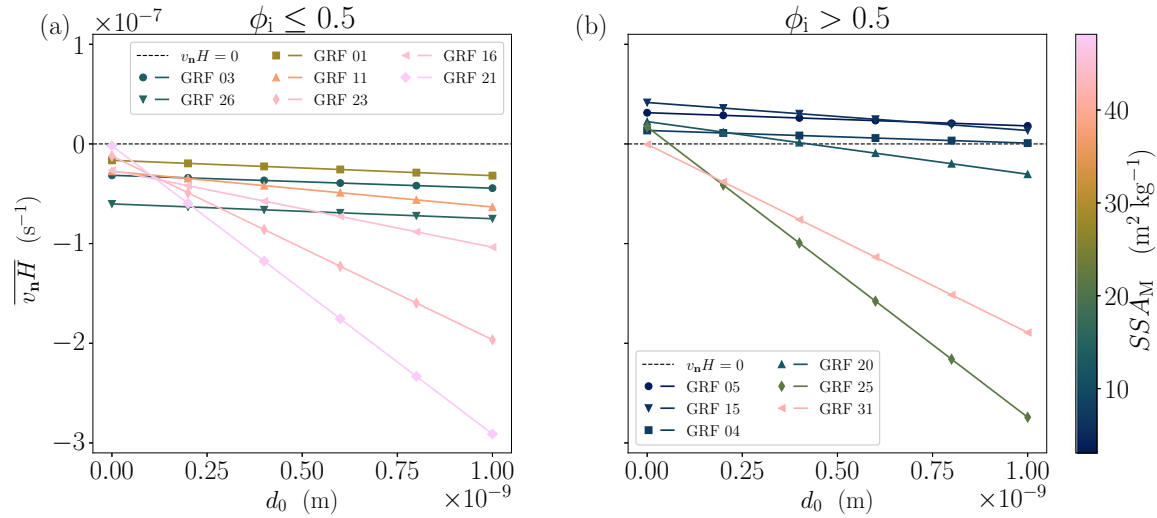 (a) ϕᵢ ≤ 0.5
×10⁻⁷
1
0
−1
−2
−3
v𝐧H (s⁻¹)
v𝐧H = 0
GRF 03
GRF 26
GRF 01
GRF 11
GRF 23
GRF 16
GRF 21
0.00 0.25 0.50 0.75 1.00
d₀ (m) ×10⁻⁹
(b) ϕᵢ > 0.5
v𝐧H = 0
GRF 05
GRF 15
GRF 04
GRF 20
GRF 25
GRF 31
0.00 0.25 0.50 0.75 1.00
d₀ (m) ×10⁻⁹
40
30
20
10
SSA_M (m² kg⁻¹)